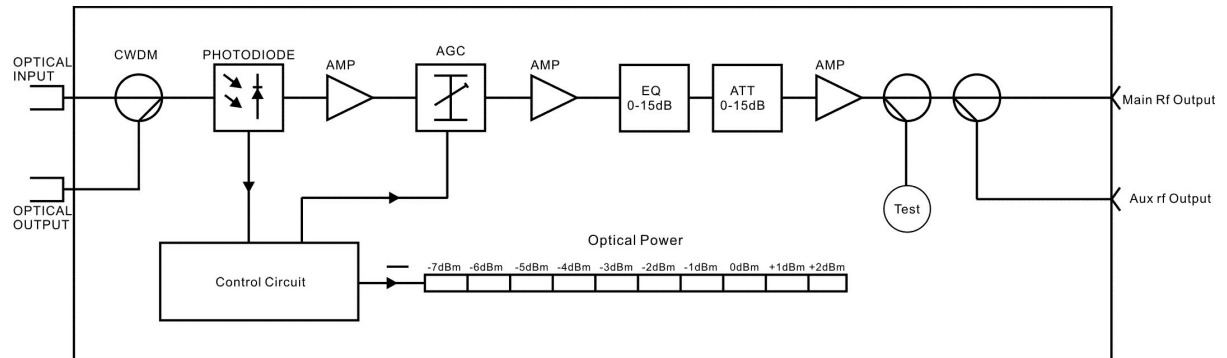 OPTICAL
INPUT
CWDM
PHOTODIODE
AMP
AGC
AMP
EQ
0-15dB
ATT
0-15dB
AMP
Main Rf Output
OPTICAL
OUTPUT
Test
Aux rf Output
Control Circuit
Optical Power
-7dBm -6dBm -5dBm -4dBm -3dBm -2dBm -1dBm 0dBm +1dBm +2dBm